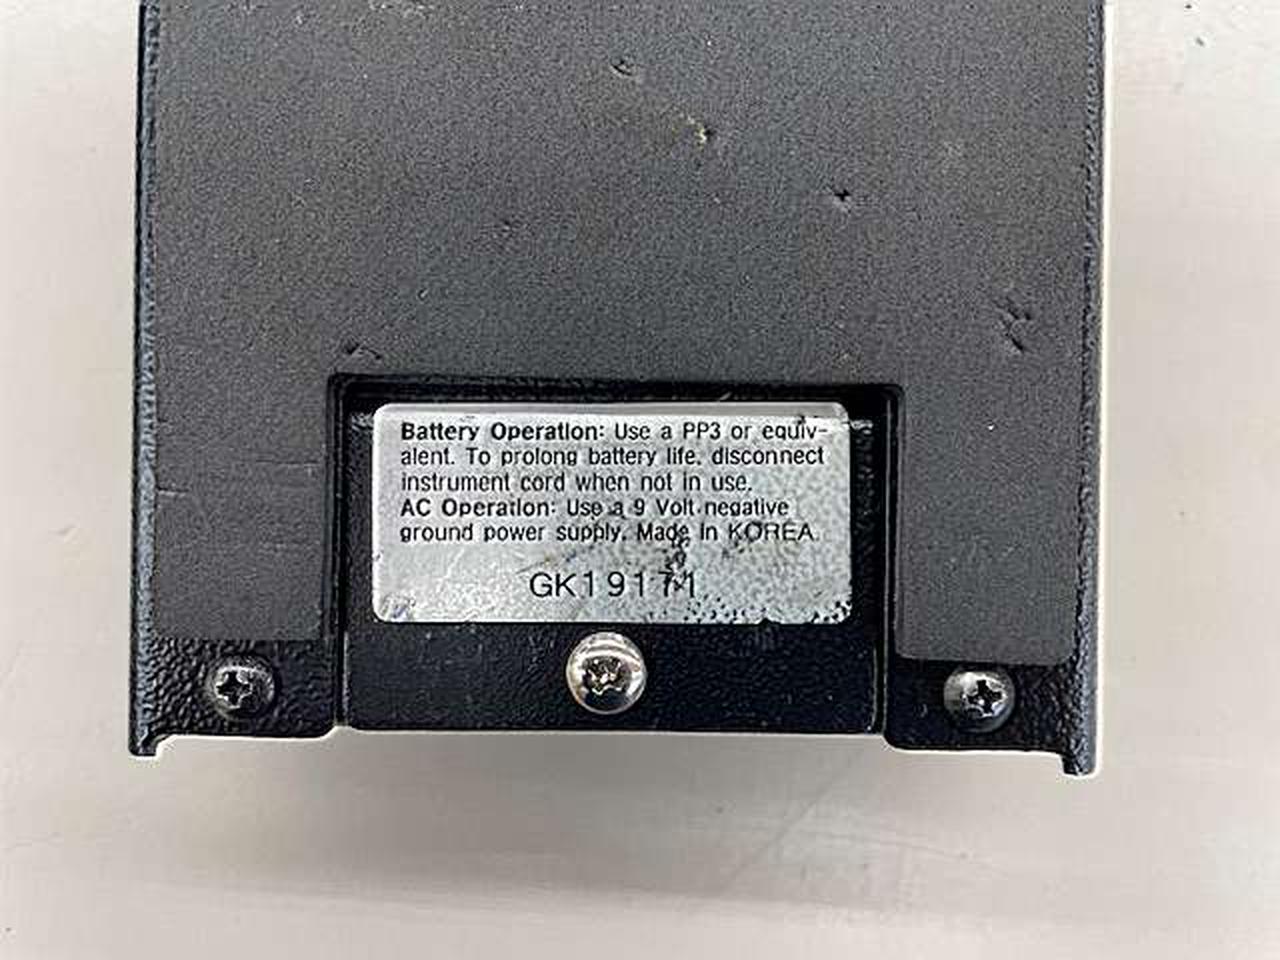 Battery Operation: Use a PP3 or equiv-
alent. To prolong battery life, disconnect
instrument cord when not in use.
AC Operation: Use a 9 Volt negative
ground power supply. Made In KOREA.
GK19171